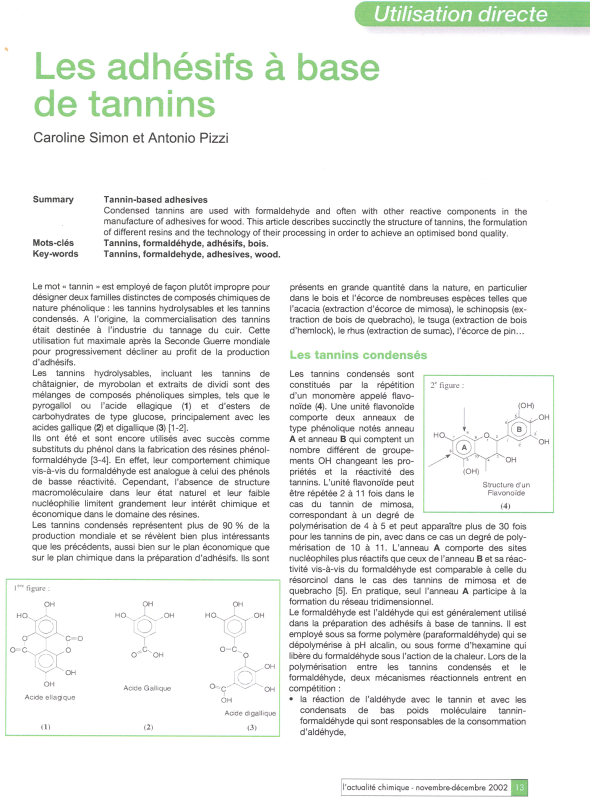 Utilisation directe
Les adhésifs à base
de tannins
Caroline Simon et Antonio Pizzi
Summary Tannin-based adhesives
Condensed tannins are used with formaldehyde and often with other reactive components in the
manufacture of adhesives for wood. This article describes succinctly the structure of tannins, the formulation
of different resins and the technology of their processing in order to achieve an optimised bond quality.
Mots-clés Tannins, formaldéhyde, adhésifs, bois.
Key-words Tannins, formaldehyde, adhesives, wood.
Le mot « tannin » est employé de façon plutôt impropre pour
désigner deux familles distinctes de composés chimiques de
nature phénolique : les tannins hydrolysables et les tannins
condensés. A l'origine, la commercialisation des tannins
était destinée à l'industrie du tannage du cuir. Cette
utilisation fut maximale après la Seconde Guerre mondiale
pour progressivement décliner au profit de la production
d'adhésifs.
Les tannins hydrolysables, incluant les tannins de
châtaignier, de myrobolan et extraits de dividi sont des
mélanges de composés phénoliques simples, tels que le
pyrogallol ou l'acide ellagique (1) et d'esters de
carbohydrates de type glucose, principalement avec les
acides gallique (2) et digallique (3) [1-2].
Ils ont été et sont encore utilisés avec succès comme
substituts du phénol dans la fabrication des résines phénol-
formaldéhyde [3-4]. En effet, leur comportement chimique
vis-à-vis du formaldéhyde est analogue à celui des phénols
de basse réactivité. Cependant, l'absence de structure
macromoléculaire dans leur état naturel et leur faible
nucléophilie limitent grandement leur intérêt chimique et
économique dans le domaine des résines.
Les tannins condensés représentent plus de 90 % de la
production mondiale et se révèlent bien plus intéressants
que les précédents, aussi bien sur le plan économique que
sur le plan chimique dans la préparation d'adhésifs. Ils sont
1ère figure :
OH
HO
O
C=O
O=C
O
OH
OH
Acide ellagique
(1)
OH
HO
OH
O=C
OH
Acide Gallique
(2)
OH
HO
OH
O=C
O
OH
OH
O=C
OH
Acide digallique
(3)
présents en grande quantité dans la nature, en particulier
dans le bois et l'écorce de nombreuses espèces telles que
l'acacia (extraction d'écorce de mimosa), le schinopsis (ex-
traction de bois de quebracho), le tsuga (extraction de bois
d'hemlock), le rhus (extraction de sumac), l'écorce de pin...
Les tannins condensés
Les tannins condensés sont
constitués par la répétition
d'un monomère appelé flavo-
noïde (4). Une unité flavonoïde
comporte deux anneaux de
type phénolique notés anneau
A et anneau B qui comptent un
nombre différent de groupe-
ments OH changeant les pro-
priétés et la réactivité des
tannins. L'unité flavonoïde peut
être répétée 2 à 11 fois dans le
cas du tannin de mimosa,
correspondant à un degré de
polymérisation de 4 à 5 et peut apparaître plus de 30 fois
pour les tannins de pin, avec dans ce cas un degré de poly-
mérisation de 10 à 11. L'anneau A comporte des sites
nucléophiles plus réactifs que ceux de l'anneau B et sa réac-
tivité vis-à-vis du formaldéhyde est comparable à celle du
résorcinol dans le cas des tannins de mimosa et de
quebracho [5]. En pratique, seul l'anneau A participe à la
formation du réseau tridimensionnel.
Le formaldéhyde est l'aldéhyde qui est généralement utilisé
dans la préparation des adhésifs à base de tannins. Il est
employé sous sa forme polymère (paraformaldéhyde) qui se
dépolymérise à pH alcalin, ou sous forme d'hexamine qui
libère du formaldéhyde sous l'action de la chaleur. Lors de la
polymérisation entre les tannins condensés et le
formaldéhyde, deux mécanismes réactionnels entrent en
compétition :
• la réaction de l'aldéhyde avec le tannin et avec les
condensats de bas poids moléculaire tannin-
formaldéhyde qui sont responsables de la consommation
d'aldéhyde,
2e figure :
(OH)
OH
B
OH
HO
O
A
OH
(OH)
Structure d'un
Flavonoïde
(4)
l'actualité chimique - novembre-décembre 2002 13